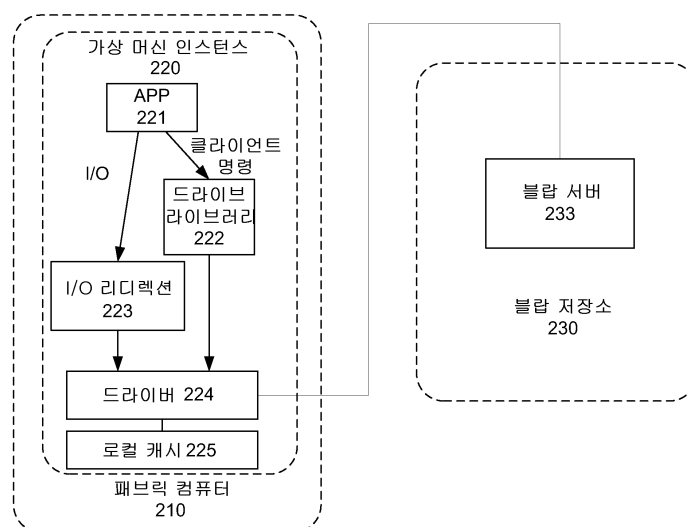 가상 머신 인스턴스
220
APP
221
클라이언트
명령
I/O
드라이브
라이브러리
222
I/O 리디렉션
223
드라이버 224
로컬 캐시 225
패브릭 컴퓨터
210
블랍 서버
233
블랍 저장소
230